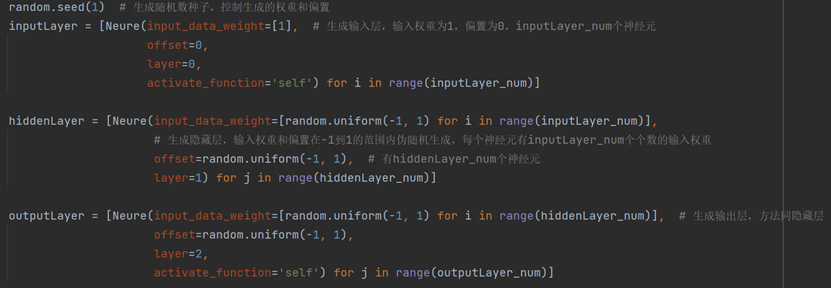 random.seed(1)  # 生成随机数种子，控制生成的权重和偏置
inputLayer = [Neure(input_data_weight=[1],  # 生成输入层，输入权重为1，偏置为0，inputLayer_num个神经元
                    offset=0,
                    layer=0,
                    activate_function='self') for i in range(inputLayer_num)]

hiddenLayer = [Neure(input_data_weight=[random.uniform(-1, 1) for i in range(inputLayer_num)],
                     # 生成隐藏层，输入权重和偏置在-1到1的范围内伪随机生成，每个神经元有inputLayer_num个个数的输入权重
                     offset=random.uniform(-1, 1),  # 有hiddenLayer_num个神经元
                     layer=1) for j in range(hiddenLayer_num)]

outputLayer = [Neure(input_data_weight=[random.uniform(-1, 1) for i in range(hiddenLayer_num)],  # 生成输出层，方法同隐藏层
                     offset=random.uniform(-1, 1),
                     layer=2,
                     activate_function='self') for j in range(outputLayer_num)]